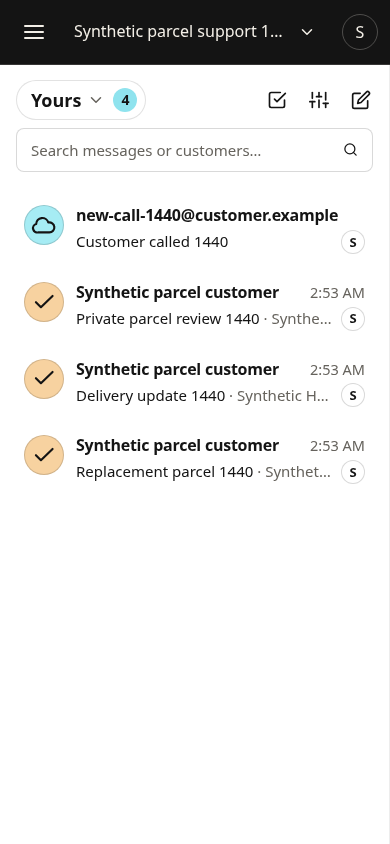 Synthetic parcel support 1...
S
Yours 4
Search messages or customers...
new-call-1440@customer.example
Customer called 1440
S
Synthetic parcel customer 2:53 AM
Private parcel review 1440 · Synthe...
S
Synthetic parcel customer 2:53 AM
Delivery update 1440 · Synthetic H...
S
Synthetic parcel customer 2:53 AM
Replacement parcel 1440 · Synthet...
S